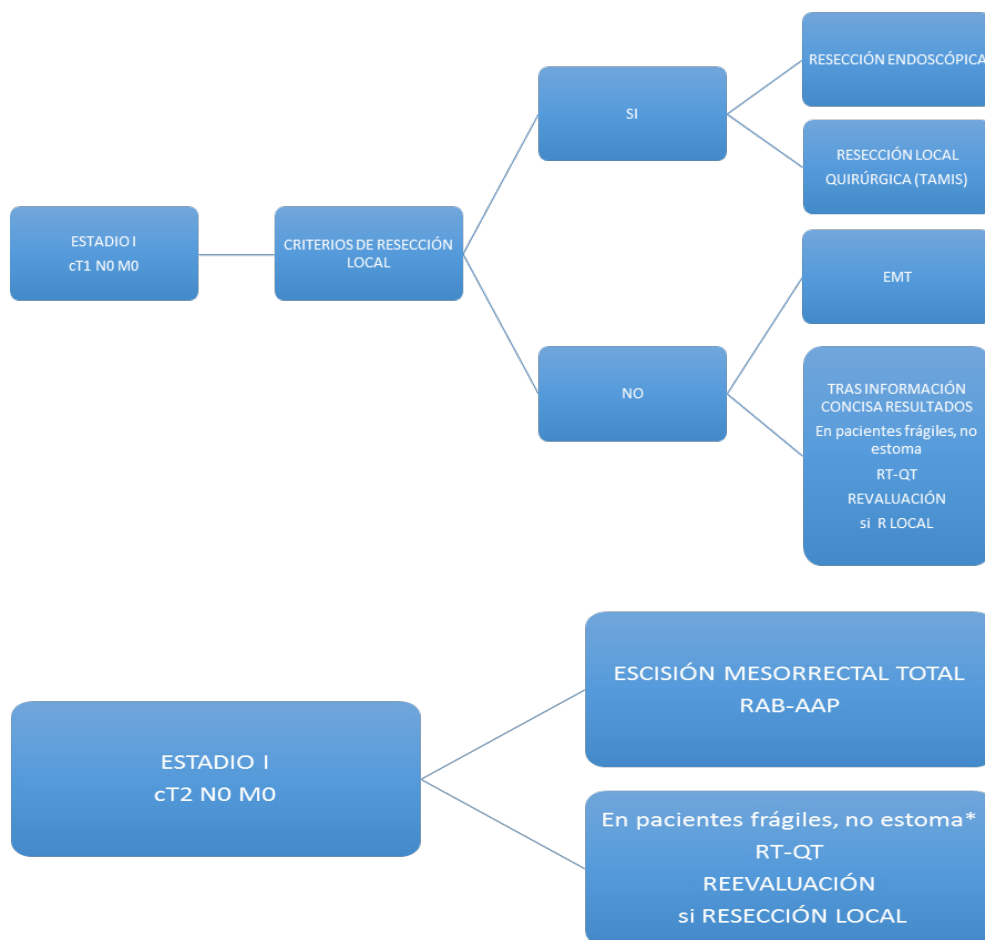 ESTADIO I
cT1 N0 M0
CRITERIOS DE RESECCIÓN
LOCAL
SI
RESECIÓN ENDOSCÓPICA
RESECCIÓN LOCAL
QUIRÚRGICA (TAMIS)
NO
EMT
TRAS INFORMACIÓN
CONCISA RESULTADOS
En pacientes frágiles, no
estoma
RT-QT
REVALUACIÓN
si R LOCAL
ESTADIO I
cT2 N0 M0
ESCISIÓN MESORRECTAL TOTAL
RAB-AAP
En pacientes frágiles, no estoma*
RT-QT
REEVALUACIÓN
si RESECCIÓN LOCAL